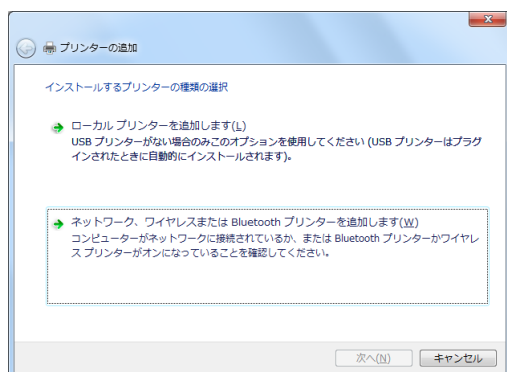 プリンターの追加
インストールするプリンターの種類の選択
ローカル プリンターを追加します(L)
USB プリンターがない場合のみこのオプションを使用してください (USB プリンターはプラグ
インされたときに自動的にインストールされます)。
ネットワーク、ワイヤレスまたは Bluetooth プリンターを追加します(W)
コンピューターがネットワークに接続されているか、または Bluetooth プリンターかワイヤレ
ス プリンターがオンになっていることを確認してください。
次へ(N) キャンセル